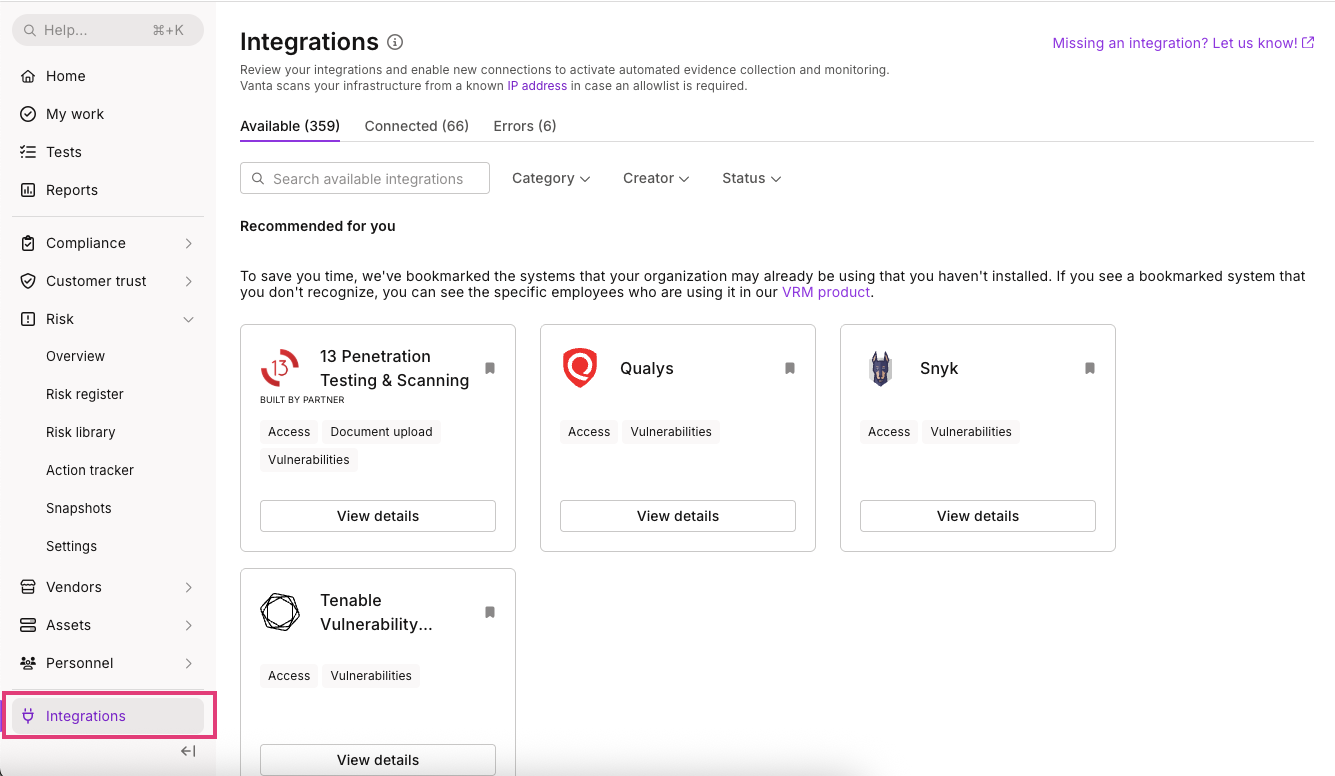 Help...
⌘+K
Home
My work
Tests
Reports
Compliance
Customer trust
Risk
Overview
Risk register
Risk library
Action tracker
Snapshots
Settings
Vendors
Assets
Personnel
Integrations
Integrations
Missing an integration? Let us know!
Review your integrations and enable new connections to activate automated evidence collection and monitoring.
Vanta scans your infrastructure from a known IP address in case an allowlist is required.
Available (359) Connected (66) Errors (6)
Search available integrations
Category Creator Status
Recommended for you
To save you time, we've bookmarked the systems that your organization may already be using that you haven't installed. If you see a bookmarked system that
you don't recognize, you can see the specific employees who are using it in our VRM product.
13
13 Penetration
Testing & Scanning
BUILT BY PARTNER
Access Document upload
Vulnerabilities
View details
Qualys
Access Vulnerabilities
View details
Snyk
Access Vulnerabilities
View details
Tenable
Vulnerability...
Access Vulnerabilities
View details